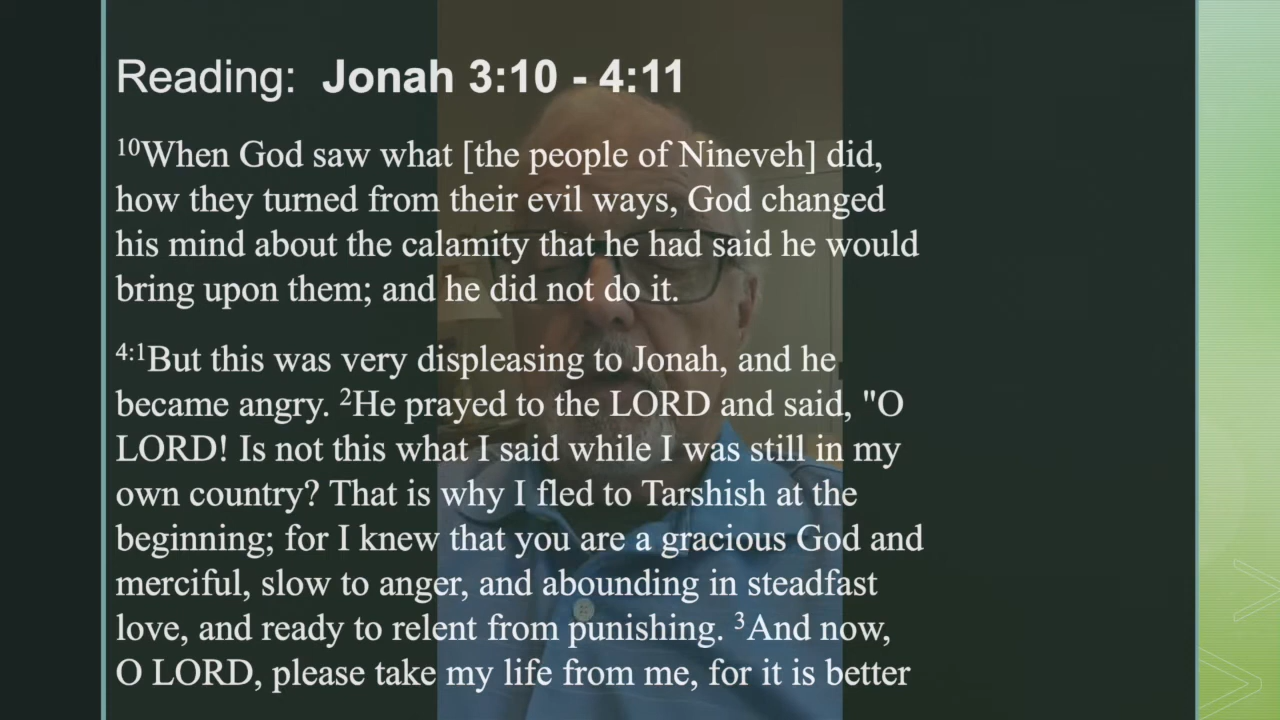 Reading: Jonah 3:10 - 4:11
10When God saw what [the people of Nineveh] did,
how they turned from their evil ways, God changed
his mind about the calamity that he had said he would
bring upon them; and he did not do it.
4:1But this was very displeasing to Jonah, and he
became angry. 2He prayed to the LORD and said, "O
LORD! Is not this what I said while I was still in my
own country? That is why I fled to Tarshish at the
beginning; for I knew that you are a gracious God and
merciful, slow to anger, and abounding in steadfast
love, and ready to relent from punishing. 3And now,
O LORD, please take my life from me, for it is better